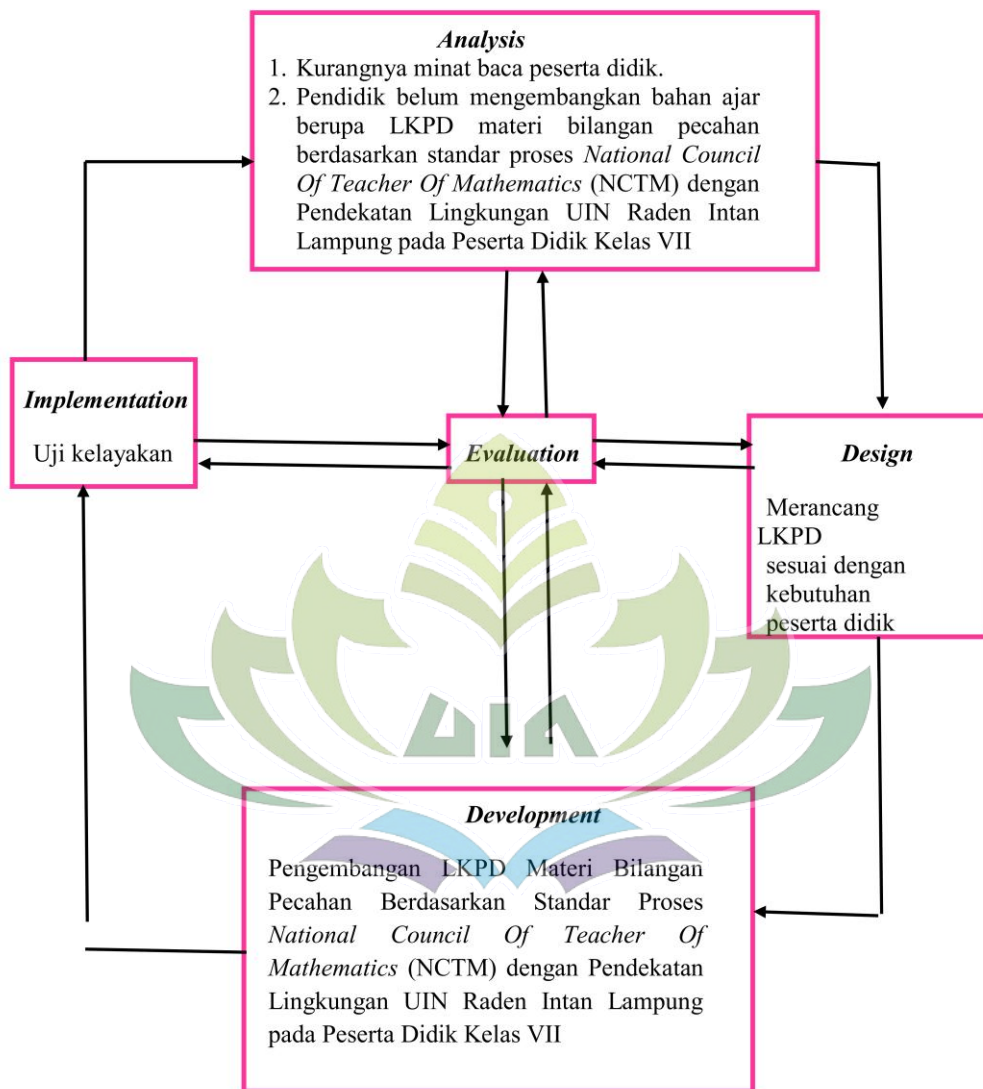 Analysis
1. Kurangnya minat baca peserta didik.
2. Pendidik belum mengembangkan bahan ajar
berupa LKPD materi bilangan pecahan
berdasarkan standar proses National Council
Of Teacher Of Mathematics (NCTM) dengan
Pendekatan Lingkungan UIN Raden Intan
Lampung pada Peserta Didik Kelas VII
Implementation
Uji kelayakan
Evaluation
Design
Merancang
LKPD
sesuai dengan
kebutuhan
peserta didik
UIN
Development
Pengembangan LKPD Materi Bilangan
Pecahan Berdasarkan Standar Proses
National Council Of Teacher Of
Mathematics (NCTM) dengan Pendekatan
Lingkungan UIN Raden Intan Lampung
pada Peserta Didik Kelas VII